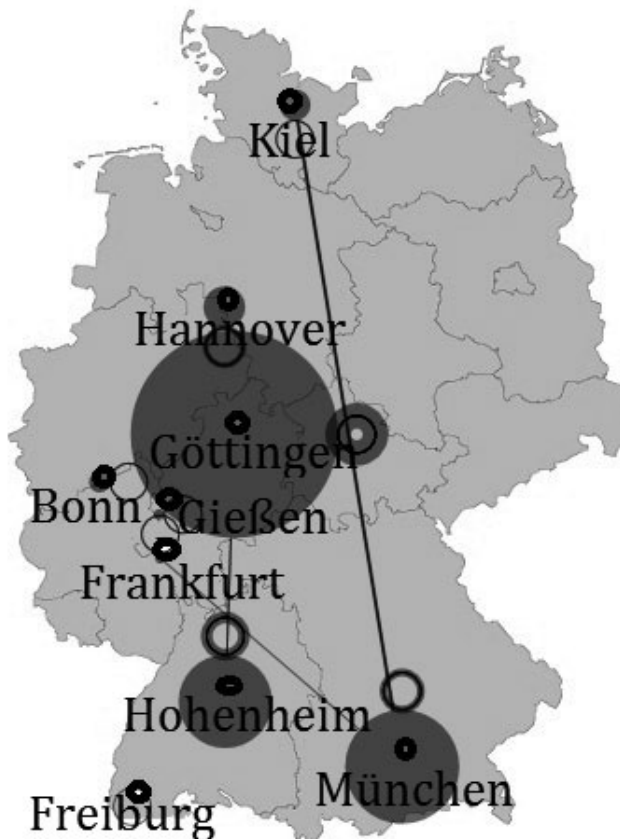 Kiel
Hannover
Göttingen
Bonn
Gießen
Frankfurt
Hohenheim
München
Freiburg